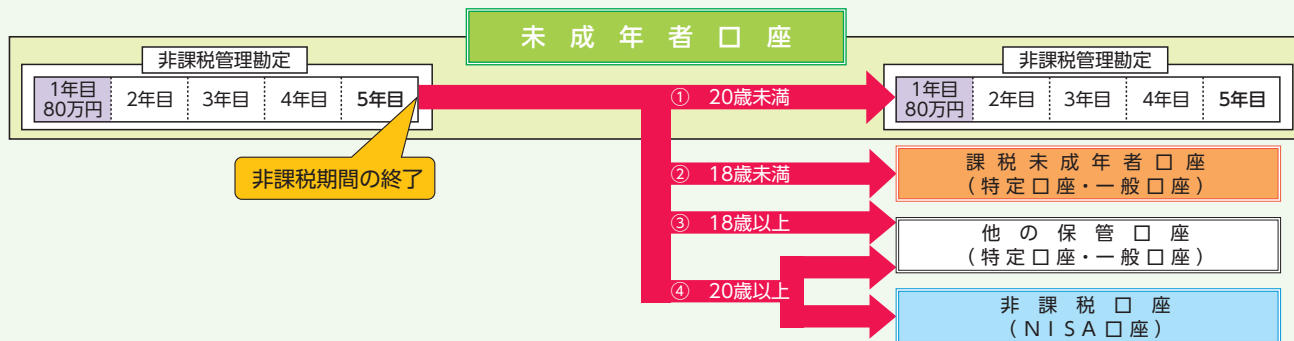 未成年者口座
非課税管理勘定
1年目
80万円
2年目
3年目
4年目
5年目
非課税期間の終了
① 20歳未満
非課税管理勘定
1年目
80万円
2年目
3年目
4年目
5年目
② 18歳未満
課税未成年者口座
(特定口座・一般口座)
③ 18歳以上
他の保管口座
(特定口座・一般口座)
④ 20歳以上
非課税口座
(NISA口座)